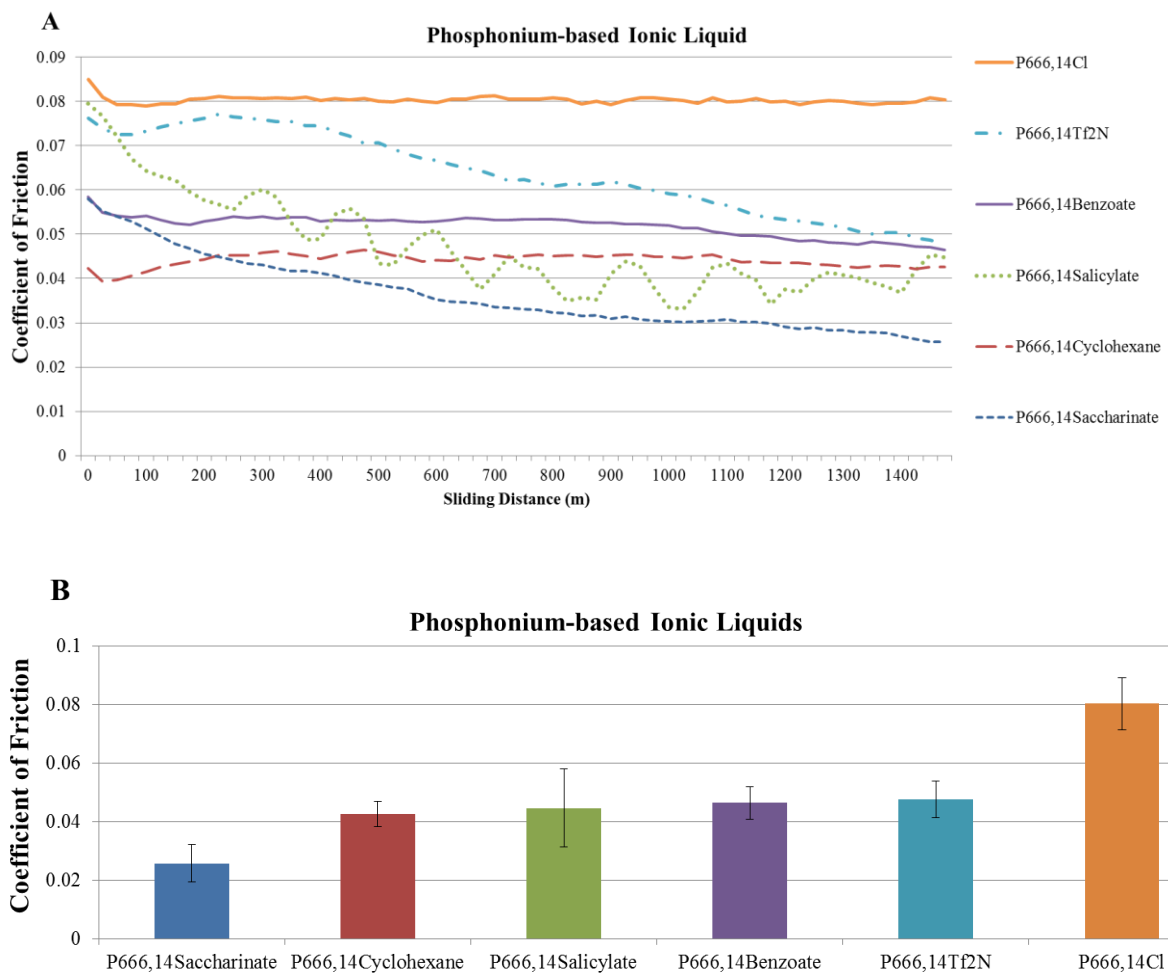 A
Phosphonium-based Ionic Liquid
Coefficient of Friction
0.09
0.08
0.07
0.06
0.05
0.04
0.03
0.02
0.01
0
0 100 200 300 400 500 600 700 800 900 1000 1100 1200 1300 1400
Sliding Distance (m)
P666,14Cl
P666,14Tf2N
P666,14Benzoate
P666,14Salicylate
P666,14Cyclohexane
P666,14Saccharinate
B
Phosphonium-based Ionic Liquids
Coefficient of Friction
0.1
0.08
0.06
0.04
0.02
0
P666,14Saccharinate P666,14Cyclohexane P666,14Salicylate P666,14Benzoate P666,14Tf2N P666,14Cl